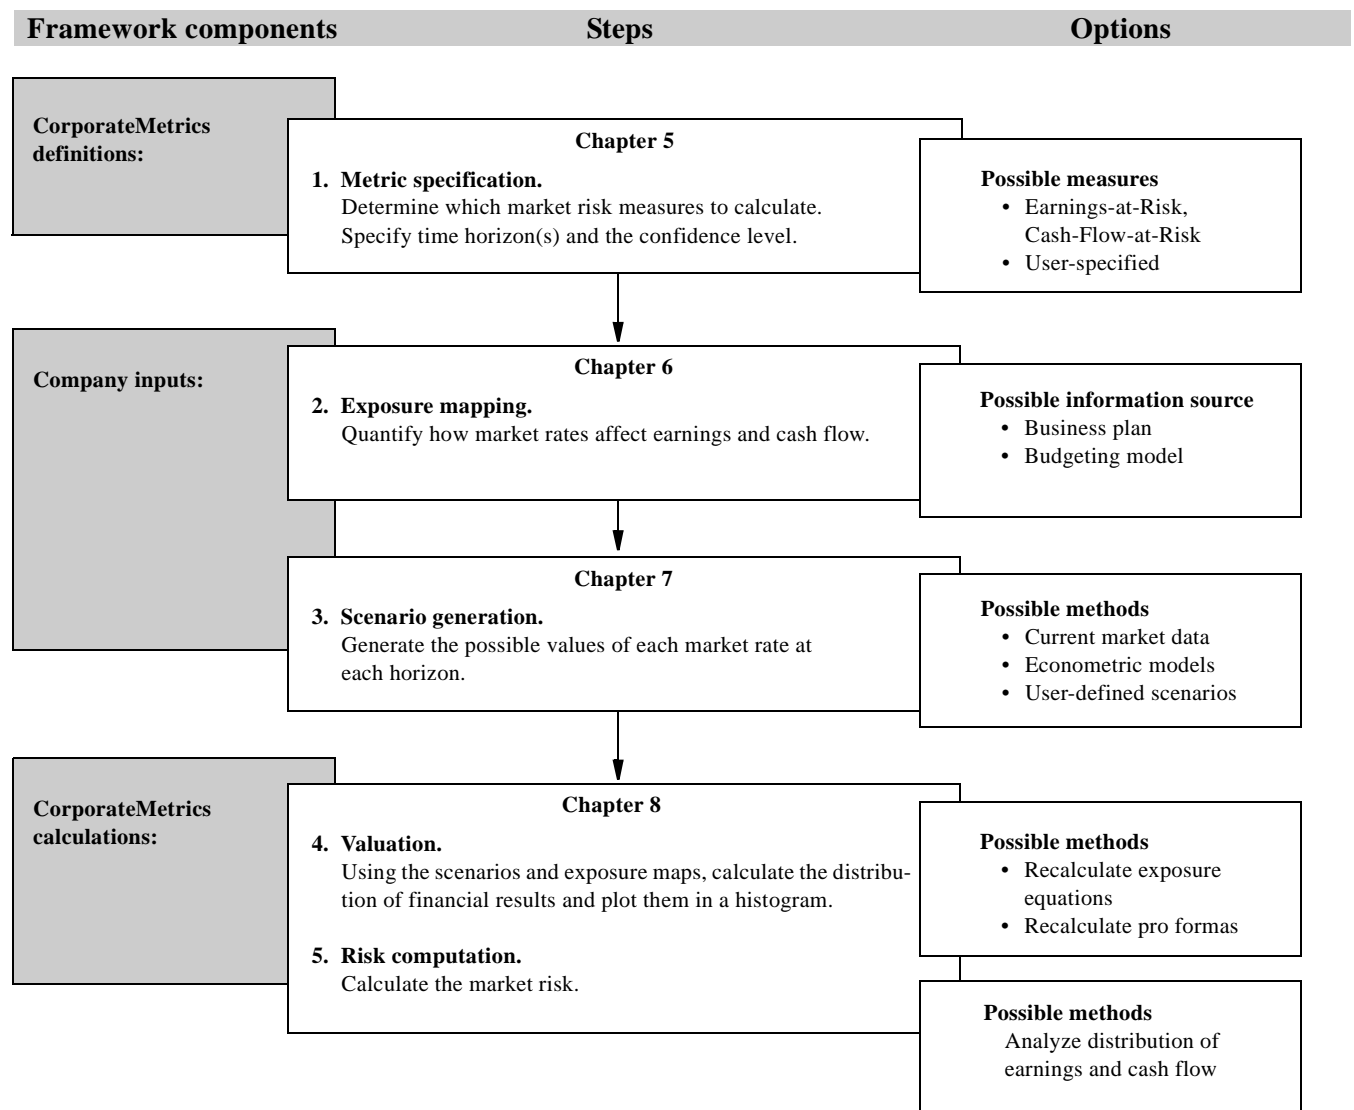 Framework components Steps Options
CorporateMetrics
definitions:
Chapter 5
1. Metric specification.
Determine which market risk measures to calculate.
Specify time horizon(s) and the confidence level.
Possible measures
• Earnings-at-Risk,
Cash-Flow-at-Risk
• User-specified
Company inputs:
Chapter 6
2. Exposure mapping.
Quantify how market rates affect earnings and cash flow.
Possible information source
• Business plan
• Budgeting model
Chapter 7
3. Scenario generation.
Generate the possible values of each market rate at
each horizon.
Possible methods
• Current market data
• Econometric models
• User-defined scenarios
CorporateMetrics
calculations:
Chapter 8
4. Valuation.
Using the scenarios and exposure maps, calculate the distribu-
tion of financial results and plot them in a histogram.
5. Risk computation.
Calculate the market risk.
Possible methods
• Recalculate exposure
equations
• Recalculate pro formas
Possible methods
Analyze distribution of
earnings and cash flow